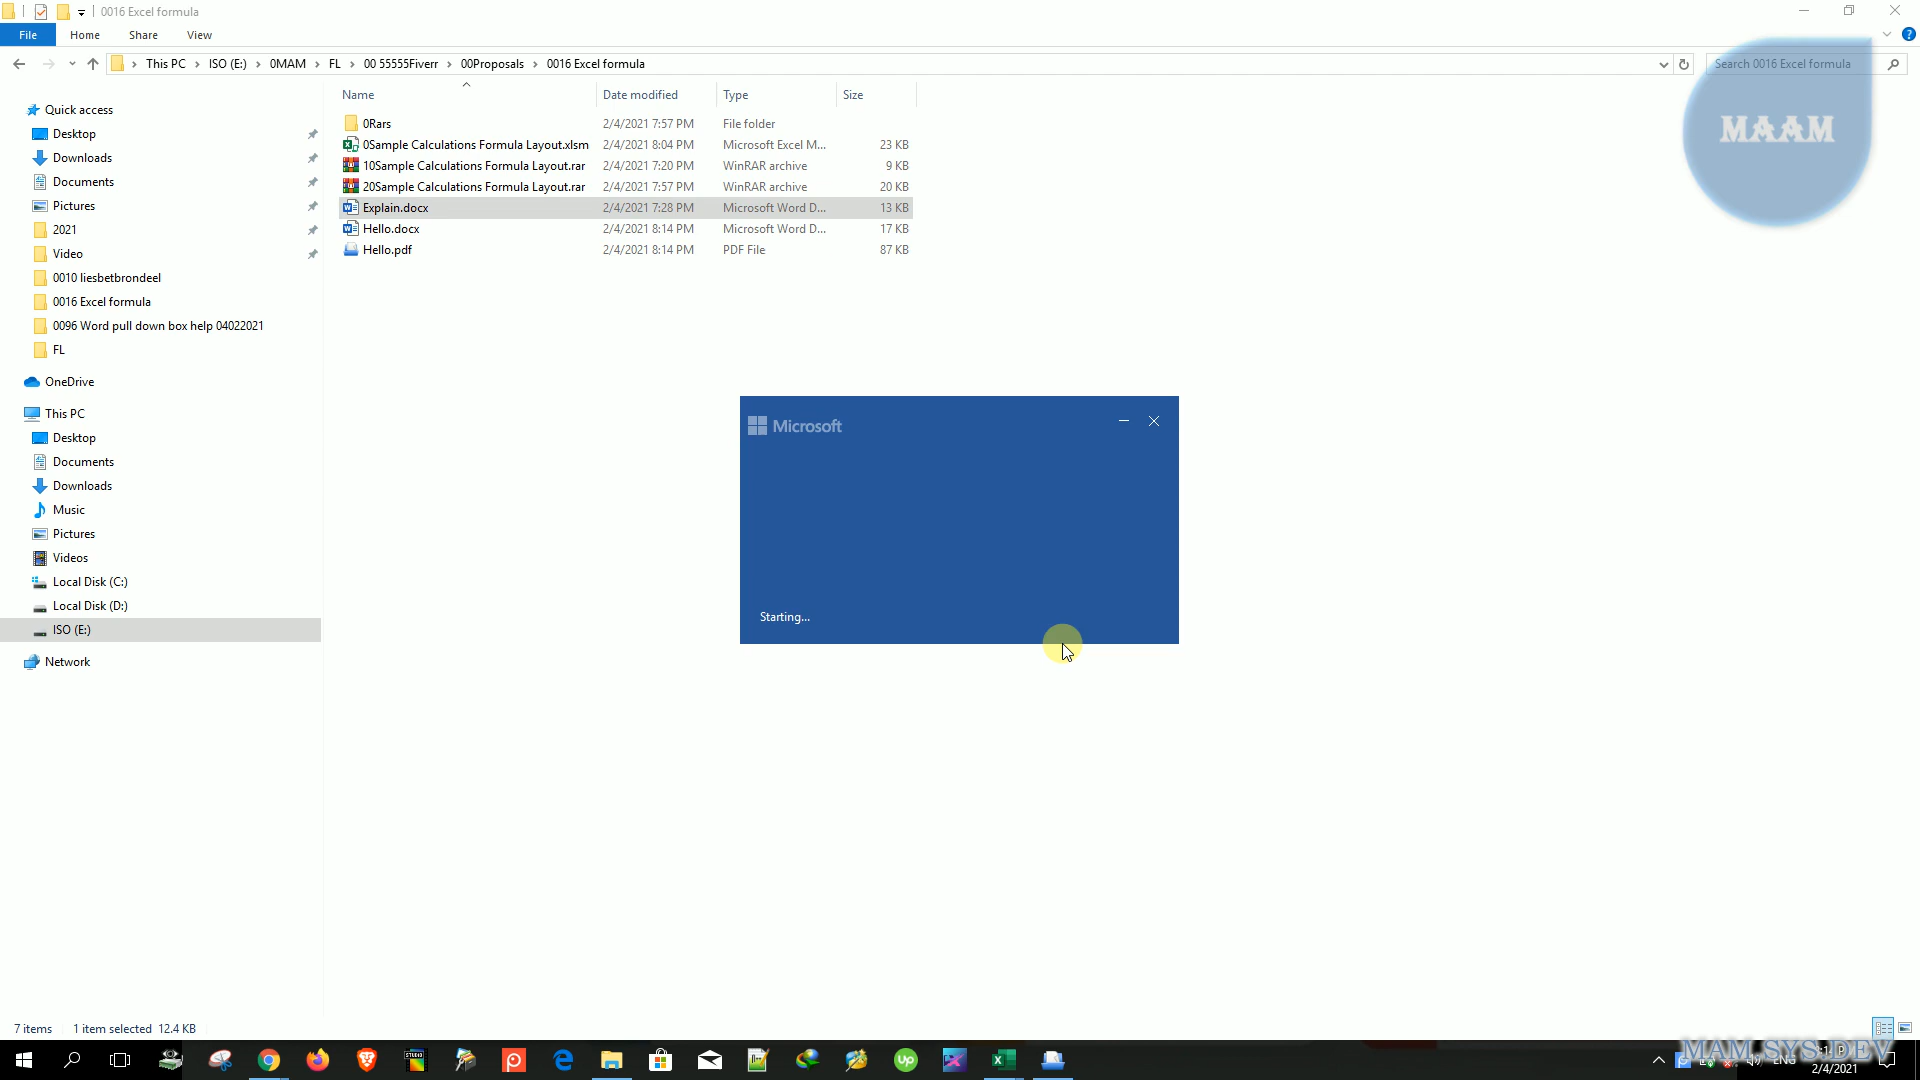 0016 Excel formula
File Home Share View
This PC ISO (E:) 0MAM FL 00 55555Fiverr 00Proposals 0016 Excel formula
Search 0016 Excel formula
MAAM
Name Date modified Type Size
0Rars 2/4/2021 7:57 PM File folder
0Sample Calculations Formula Layout.xlsm 2/4/2021 8:04 PM Microsoft Excel M... 23 KB
10Sample Calculations Formula Layout.rar 2/4/2021 7:20 PM WinRAR archive 9 KB
20Sample Calculations Formula Layout.rar 2/4/2021 7:57 PM WinRAR archive 20 KB
Explain.docx 2/4/2021 7:28 PM Microsoft Word D... 13 KB
Hello.docx 2/4/2021 8:14 PM Microsoft Word D... 17 KB
Hello.pdf 2/4/2021 8:14 PM PDF File 87 KB
Quick access
Desktop
Downloads
Documents
Pictures
2021
Video
0010 liesbetbrondeel
0016 Excel formula
0096 Word pull down box help 04022021
FL
OneDrive
This PC
Desktop
Documents
Downloads
Music
Pictures
Videos
Local Disk (C:)
Local Disk (D:)
ISO (E:)
Network
Microsoft
Starting...
7 items 1 item selected 12.4 KB
STUDIO
Up
MAM.SYS.DEV
ENG
2/4/2021